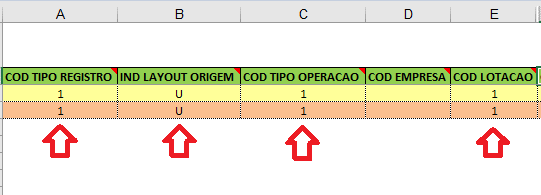 A B C D E
COD TIPO REGISTRO IND LAYOUT ORIGEM COD TIPO OPERACAO COD EMPRESA COD LOTACAO
1 U 1 1
1 U 1 1